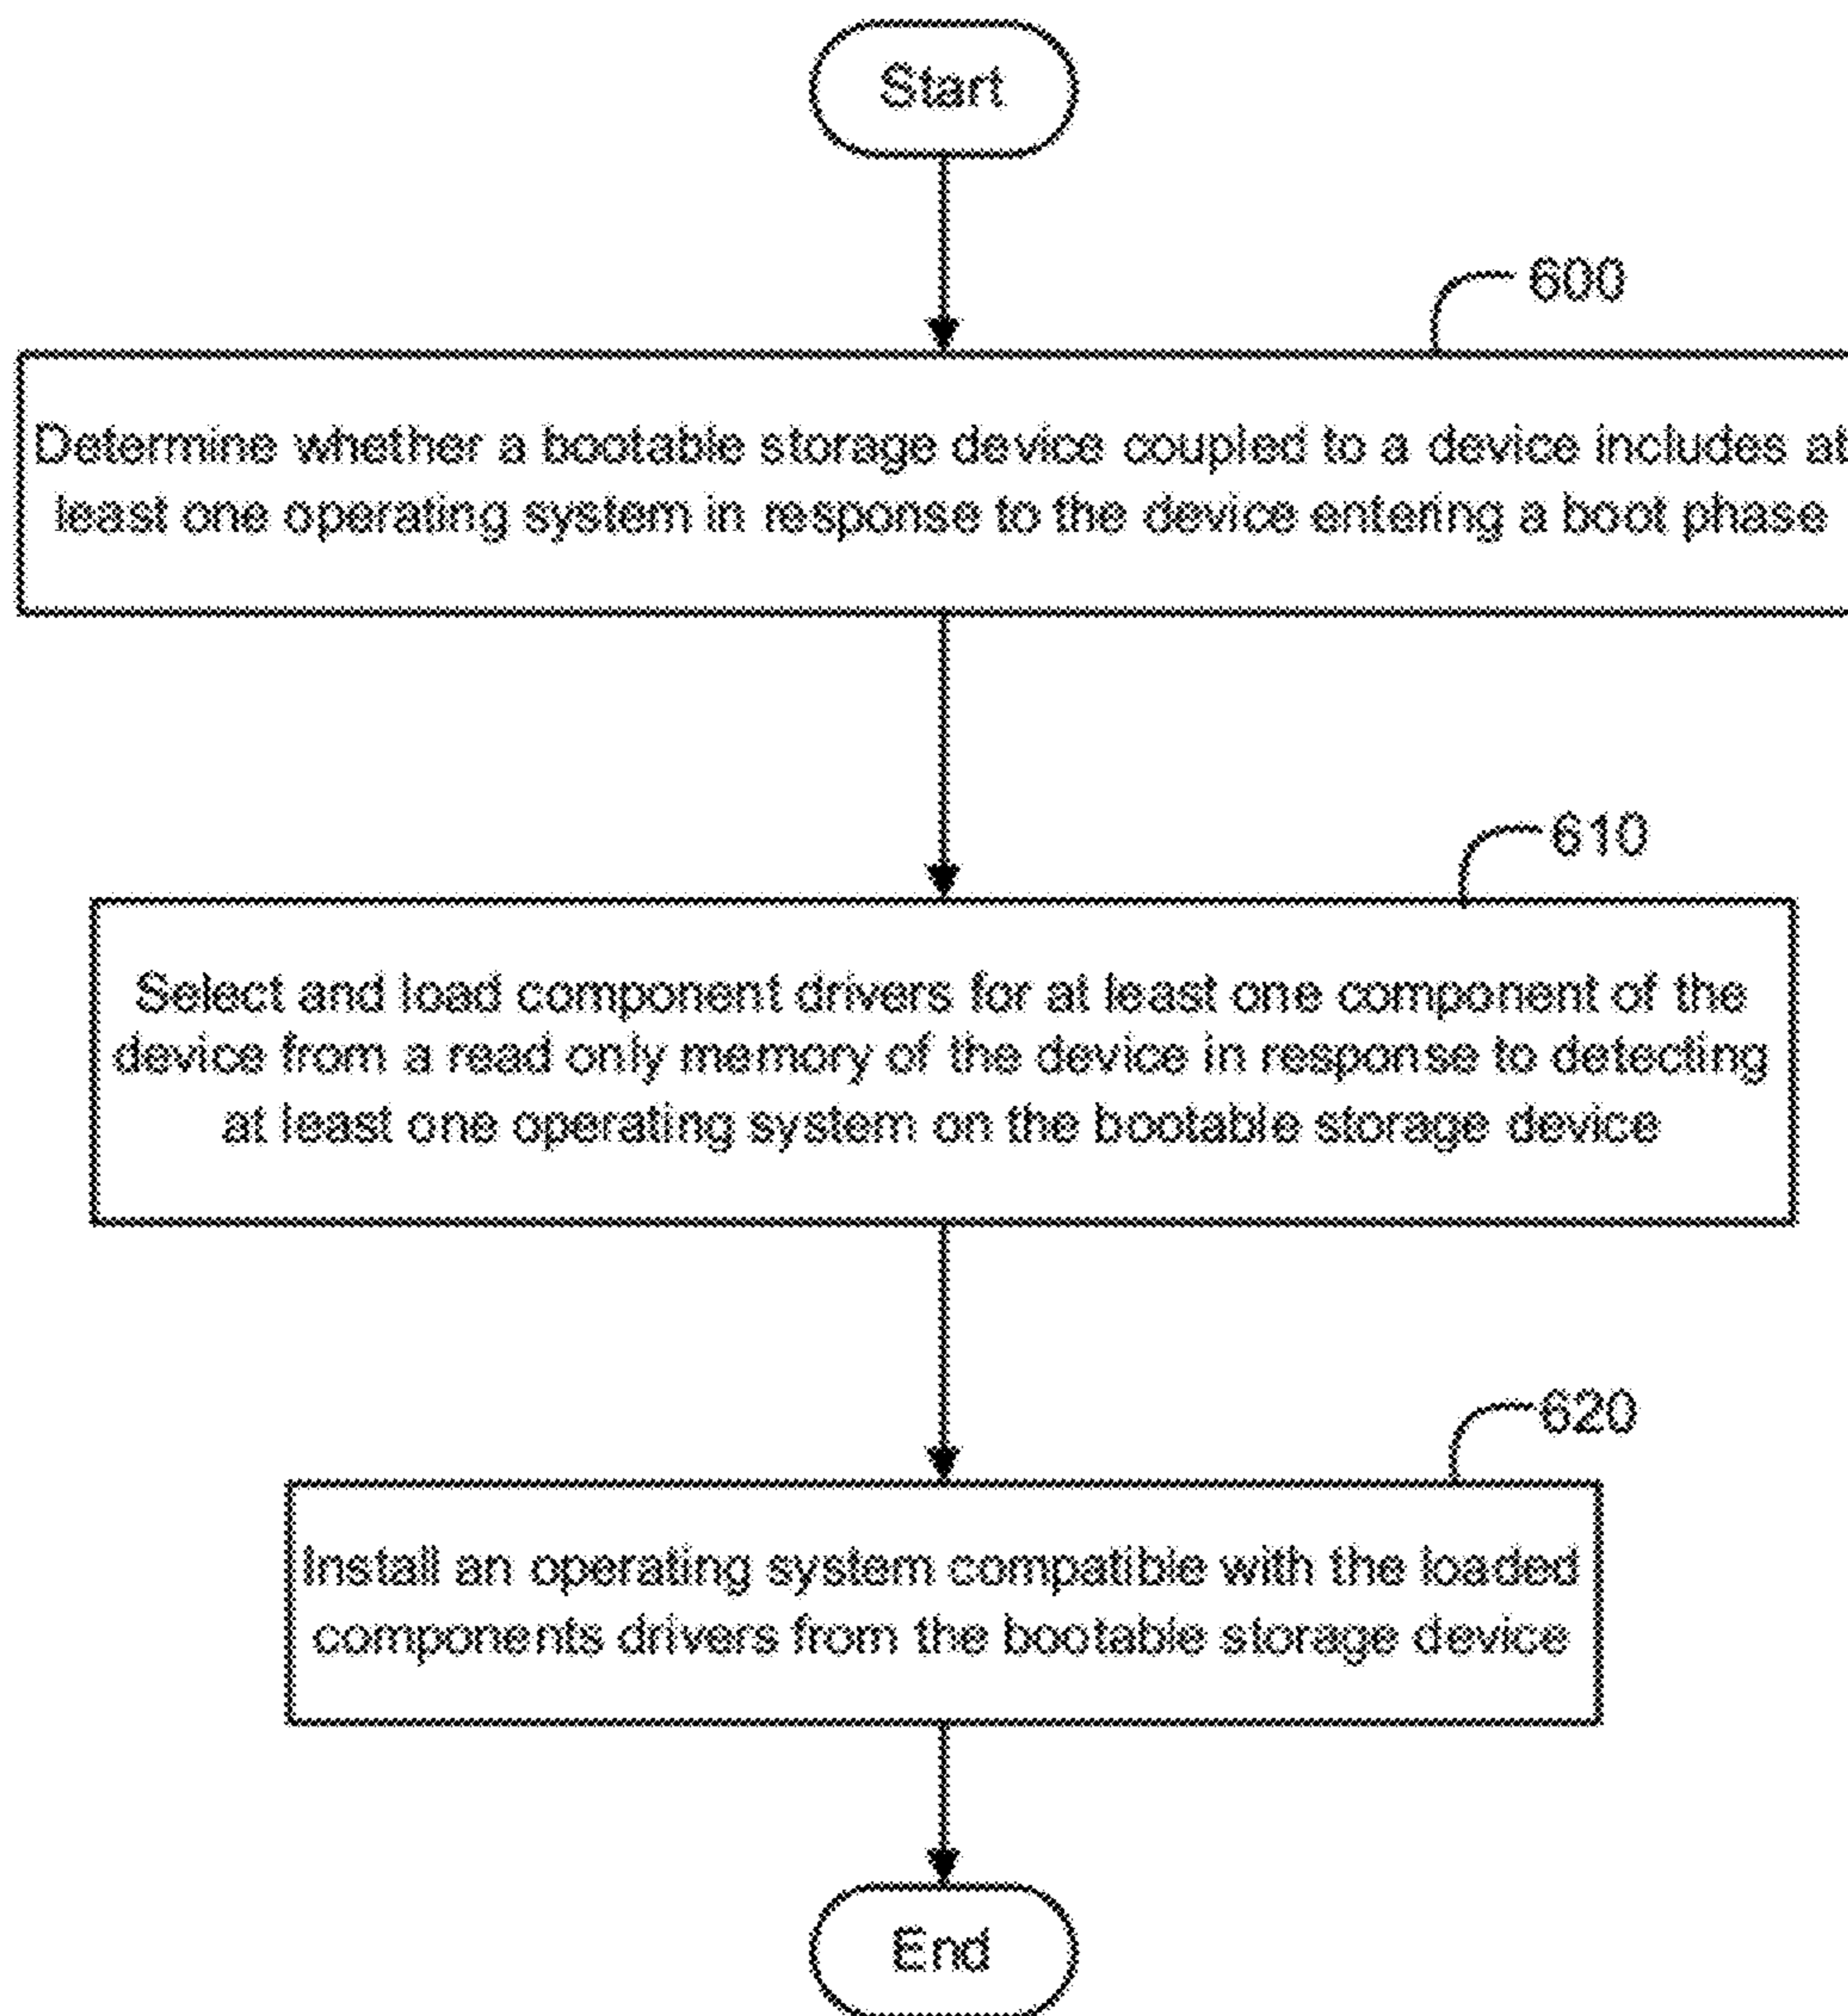 Start
600
Determine whether a bootable storage device coupled to a device includes at
least one operating system in response to the device entering a boot phase
610
Select and load component drivers for at least one component of the
device from a read only memory of the device in response to detecting
at least one operating system on the bootable storage device
620
Install an operating system compatible with the loaded
components drivers from the bootable storage device
End